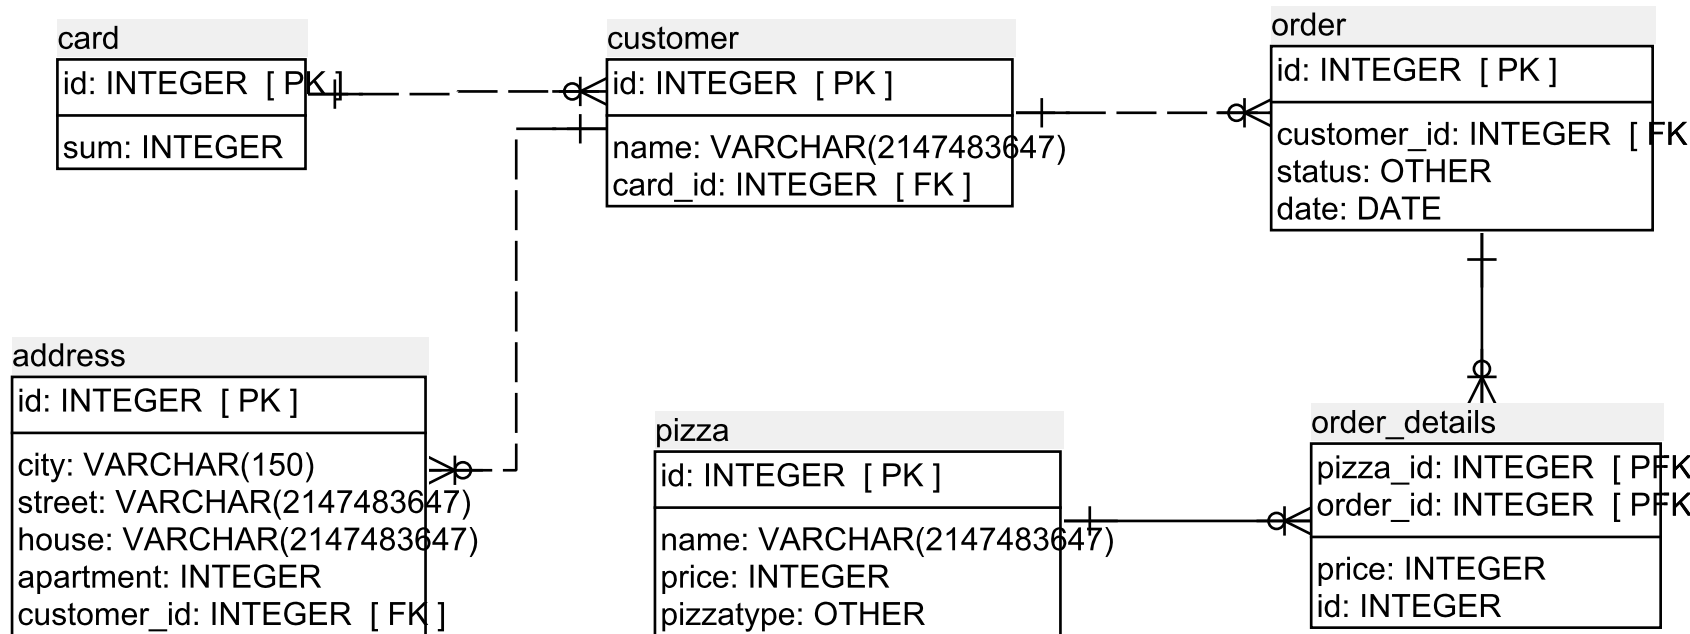 card
id: INTEGER [ PK ]
sum: INTEGER
customer
id: INTEGER [ PK ]
name: VARCHAR(2147483647)
card_id: INTEGER [ FK ]
order
id: INTEGER [ PK ]
customer_id: INTEGER [ FK
status: OTHER
date: DATE
address
id: INTEGER [ PK ]
city: VARCHAR(150)
street: VARCHAR(2147483647)
house: VARCHAR(2147483647)
apartment: INTEGER
customer_id: INTEGER [ FK ]
pizza
id: INTEGER [ PK ]
name: VARCHAR(2147483647)
price: INTEGER
pizzatype: OTHER
order_details
pizza_id: INTEGER [ PFK
order_id: INTEGER [ PFK
price: INTEGER
id: INTEGER